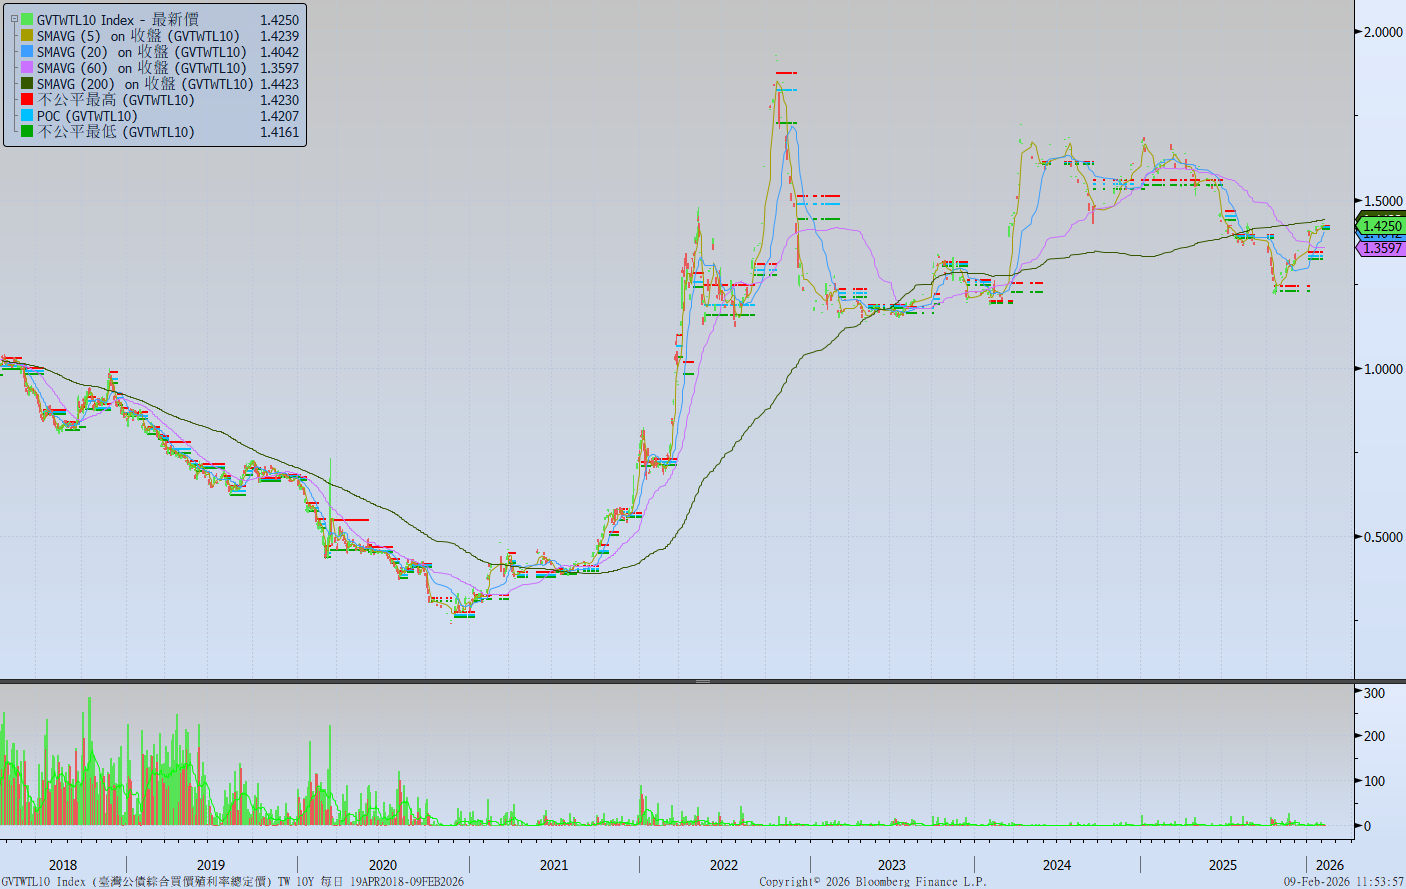 GVTWTL10 Index - 最新價 1.4250
SMAVG (5) on 收盤 (GVTWTL10) 1.4239
SMAVG (20) on 收盤 (GVTWTL10) 1.4042
SMAVG (60) on 收盤 (GVTWTL10) 1.3597
SMAVG (200) on 收盤 (GVTWTL10) 1.4423
不公平最高 (GVTWTL10) 1.4230
POC (GVTWTL10) 1.4207
不公平最低 (GVTWTL10) 1.4161
2.0000
1.5000
1.4250
1.3597
1.0000
0.5000
300
200
100
0
2018 2019 2020 2021 2022 2023 2024 2025 2026
GVTWTL10 Index (臺灣公債綜合買價殖利率總定價) TW 10Y 每日 19APR2018-09FEB2026 Copyright© 2026 Bloomberg Finance L.P. 09-Feb-2026 11:53:57